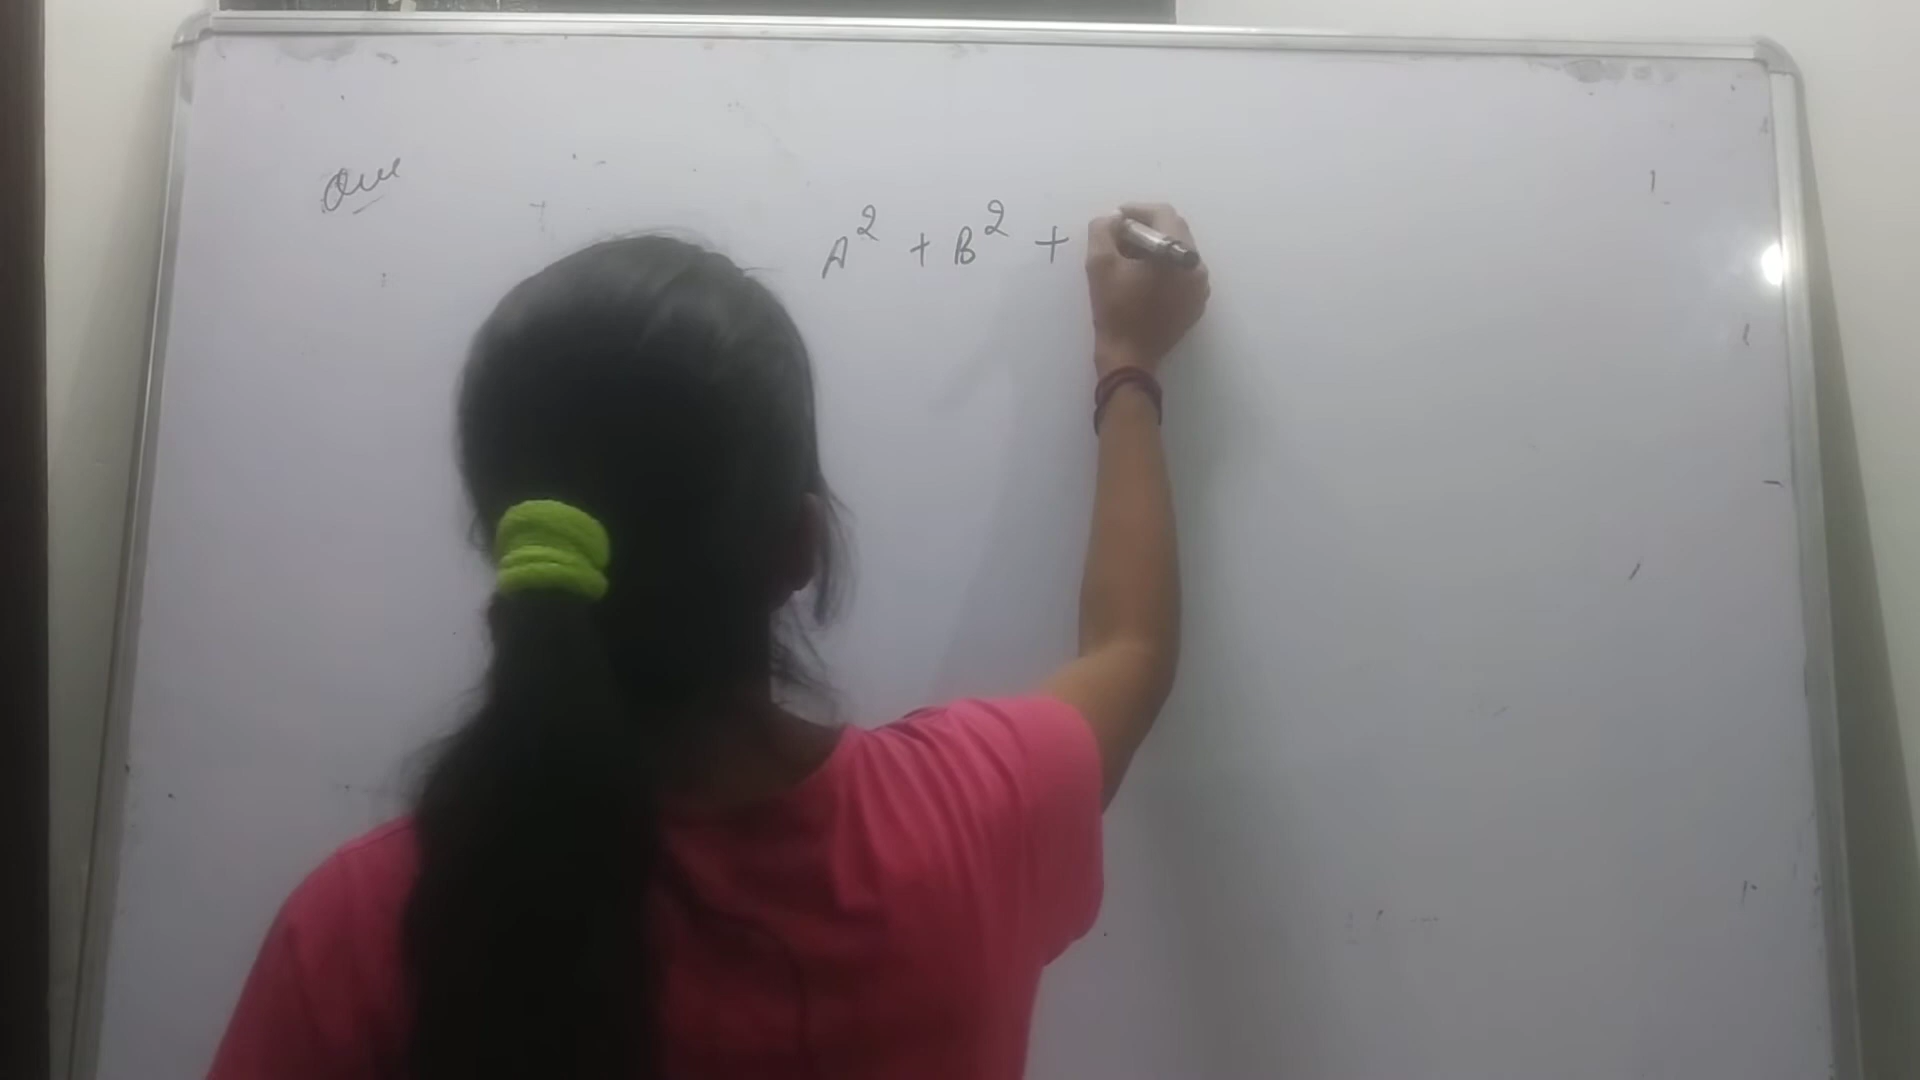 Que
A² + B² +